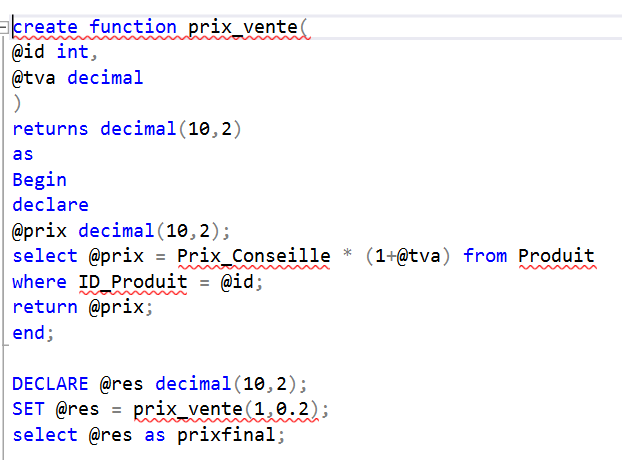 create function prix_vente(
@id int,
@tva decimal
)
returns decimal(10,2)
as
Begin
declare
@prix decimal(10,2);
select @prix = Prix_Conseille * (1+@tva) from Produit
where ID_Produit = @id;
return @prix;
end;
DECLARE @res decimal(10,2);
SET @res = prix_vente(1,0.2);
select @res as prixfinal;